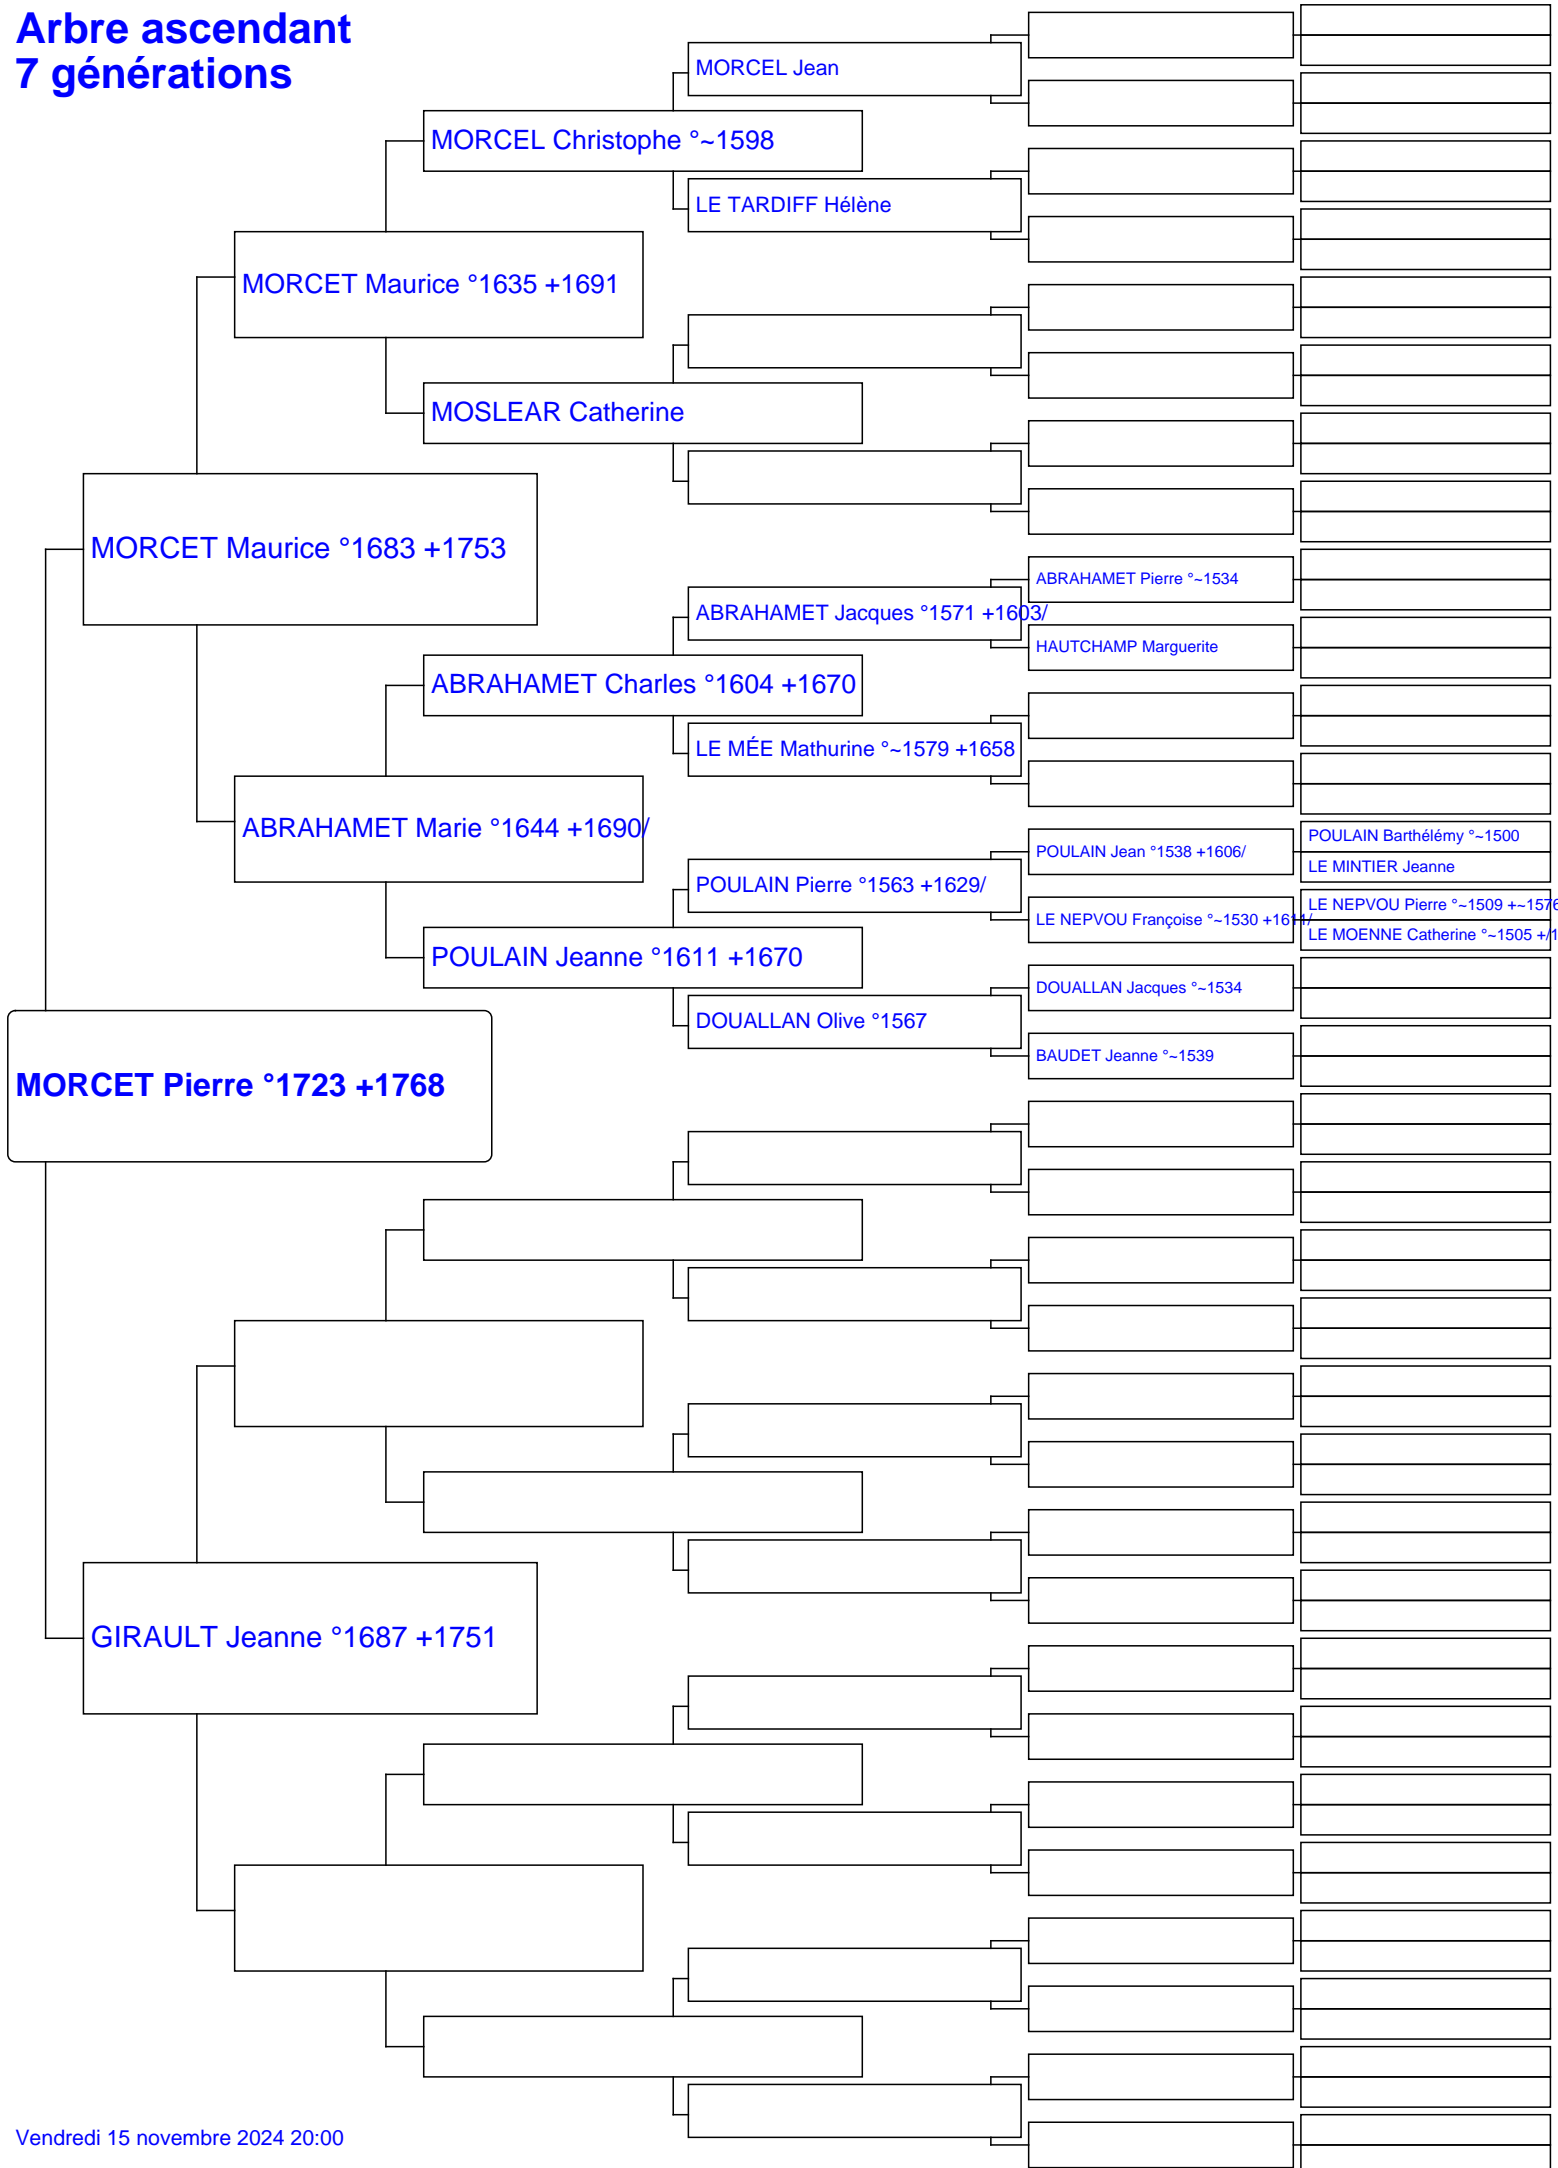 Arbre ascendant
7 générations
MORCEL Jean
MORCEL Christophe °~1598
LE TARDIFF Hélène
MORCET Maurice °1635 +1691
MOSLEAR Catherine
MORCET Maurice °1683 +1753
ABRAHAMET Pierre °~1534
ABRAHAMET Jacques °1571 +1603/
HAUTCHAMP Marguerite
ABRAHAMET Charles °1604 +1670
LE MÉE Mathurine °~1579 +1658
ABRAHAMET Marie °1644 +1690/
POULAIN Barthélémy °~1500
POULAIN Jean °1538 +1606/
LE MINTIER Jeanne
POULAIN Pierre °1563 +1629/
LE NEPVOU Pierre °~1509 +~1576
LE NEPVOU Françoise °~1530 +1611/
LE MOENNE Catherine °~1505 +/1
POULAIN Jeanne °1611 +1670
DOUALLAN Jacques °~1534
DOUALLAN Olive °1567
BAUDET Jeanne °~1539
MORCET Pierre °1723 +1768
GIRAULT Jeanne °1687 +1751
Vendredi 15 novembre 2024 20:00